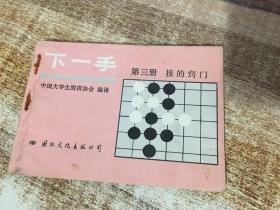 下一手
第三册 接的窍门
中国大学生围棋协会 编译
国际文化出版公司